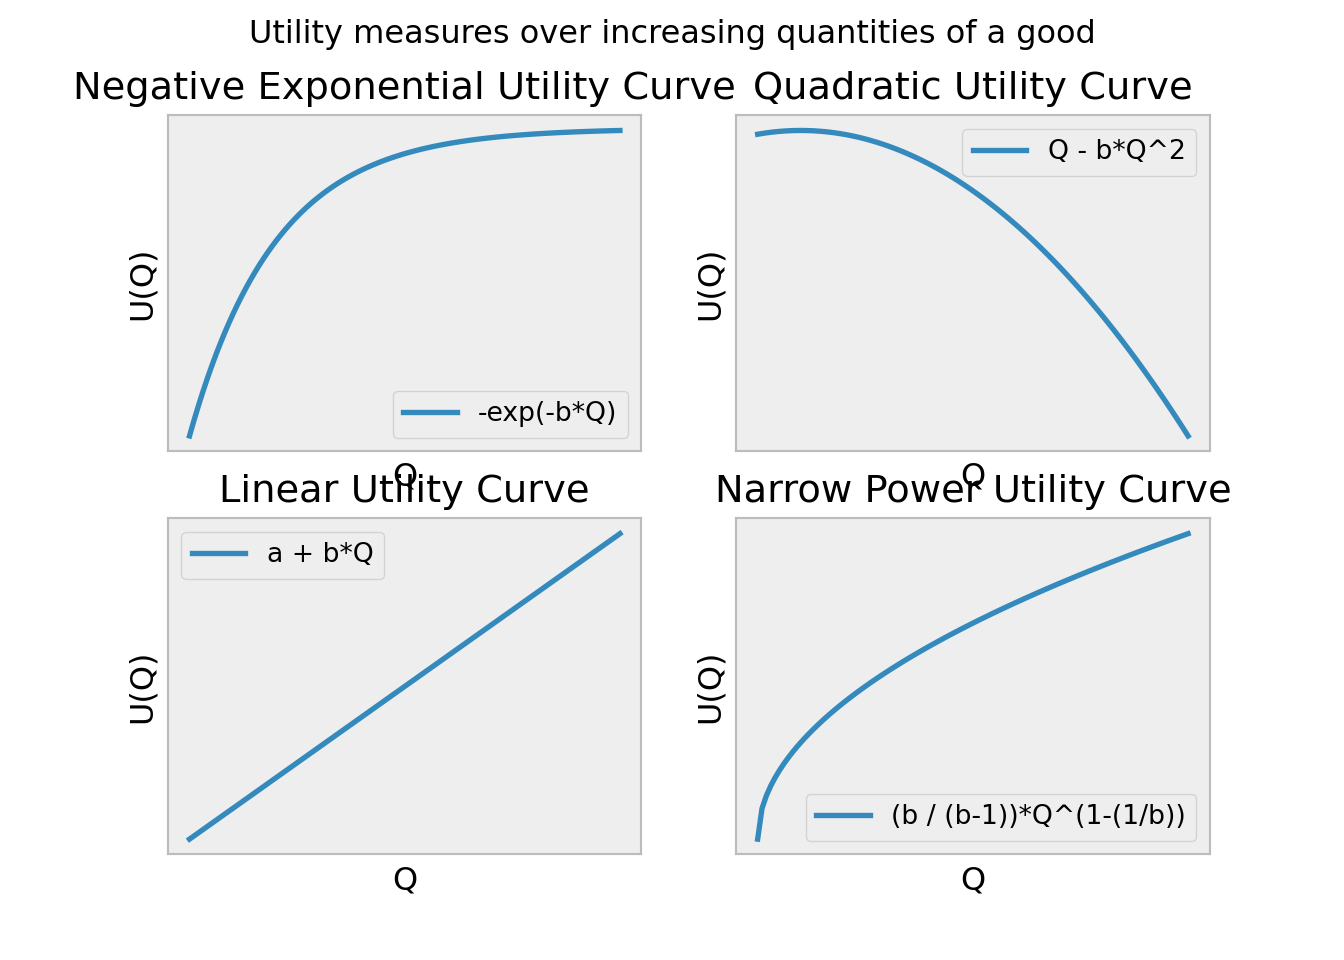 Utility measures over increasing quantities of a good
Negative Exponential Utility Curve
U(Q)
-exp(-b*Q)
Q
Quadratic Utility Curve
U(Q)
Q - b*Q^2
Q
Linear Utility Curve
U(Q)
a + b*Q
Q
Narrow Power Utility Curve
U(Q)
(b / (b-1))*Q^(1-(1/b))
Q